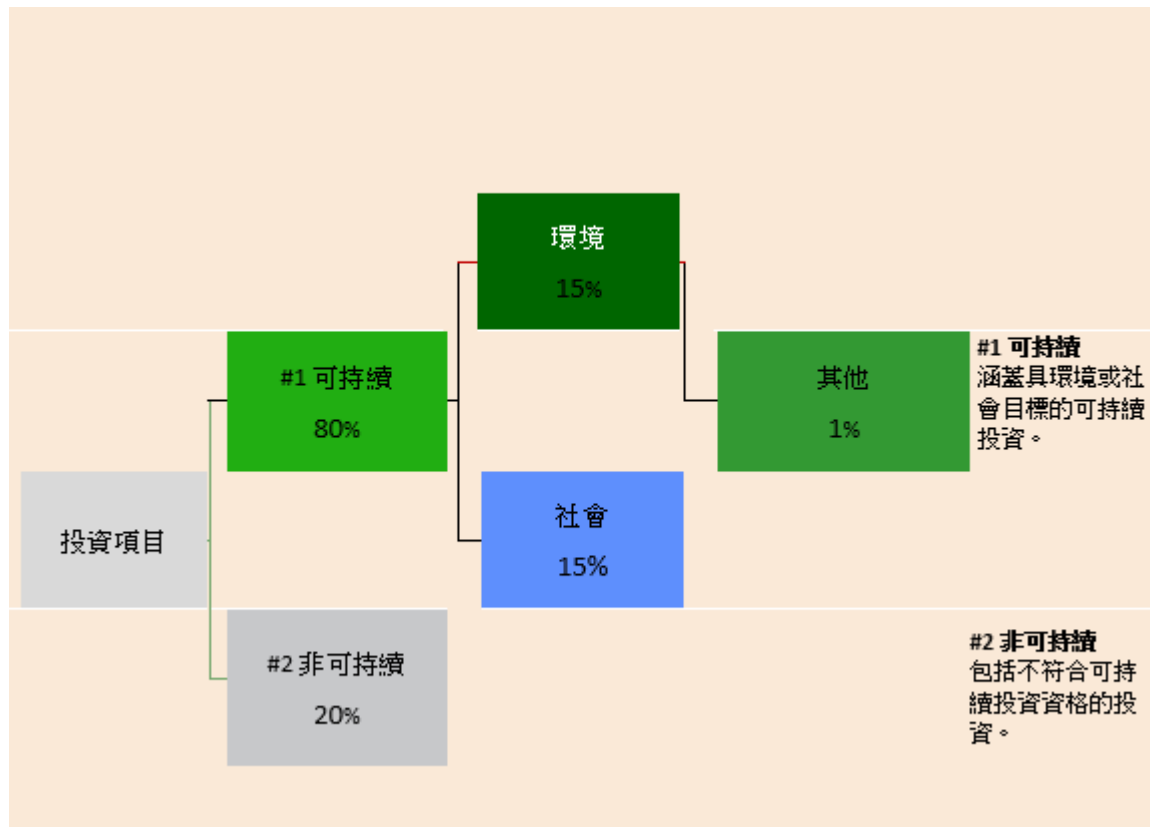 環境
15%
#1 可持續
80%
其他
1%
#1 可持續
涵蓋具環境或社
會目標的可持續
投資。
投資項目
社會
15%
#2 非可持續
20%
#2 非可持續
包括不符合可持
續投資資格的投
資。